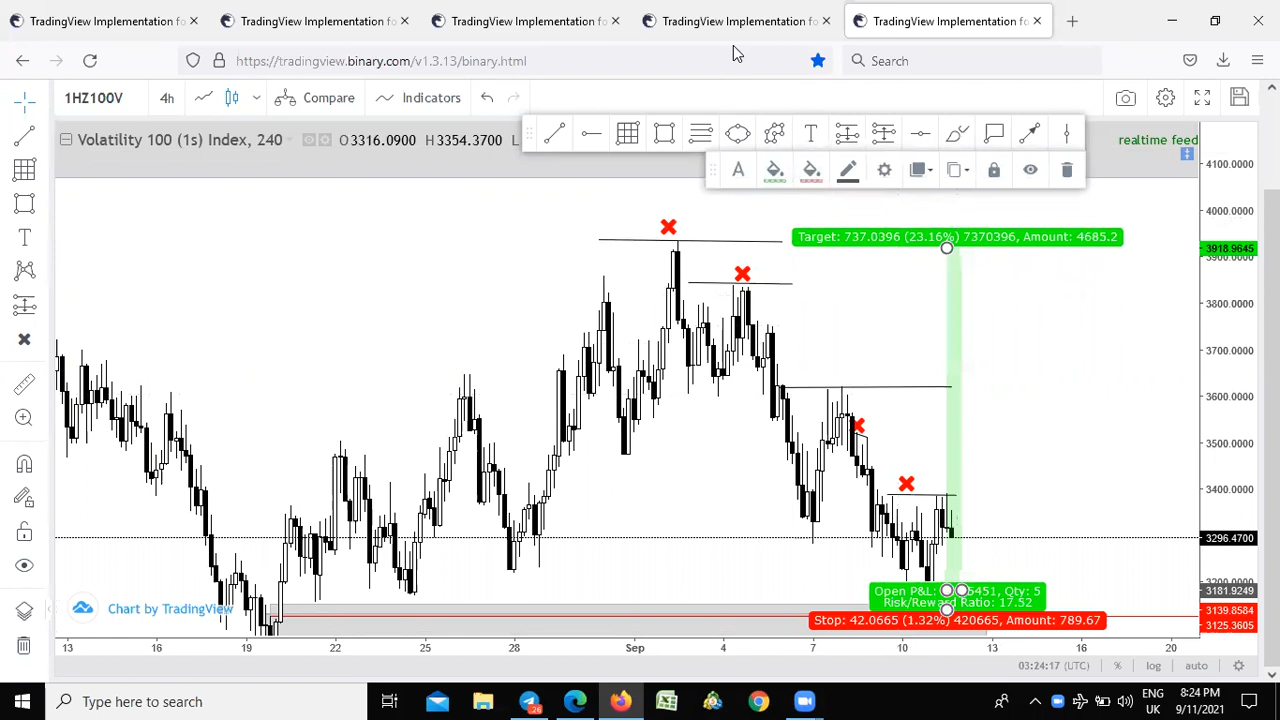 TradingView Implementation fo
TradingView Implementation fo
TradingView Implementation fo
TradingView Implementation fo
TradingView Implementation fo
https://tradingview.binary.com/v1.3.13/binary.html
Search
1HZ100V
4h
Compare
Indicators
Volatility 100 (1s) Index, 240
O3316.0900 H3354.3700 L
realtime feed
4100.0000
4000.0000
Target: 737.0396 (23.16%) 7370396, Amount: 4685.2
3918.9645
3900.0000
3800.0000
3700.0000
3600.0000
3500.0000
3400.0000
3296.4700
3200.0000
3181.9249
Open P&L: 5451, Qty: 5
Risk/Reward Ratio: 17.52
3139.8584
Stop: 42.0665 (1.32%) 420665, Amount: 789.67
3125.3605
Chart by TradingView
13 16 19 22 25 28 Sep 4 7 10 13 16 20
03:24:17 (UTC) % log auto
Type here to search
26
ENG
UK
8:24 PM
9/11/2021